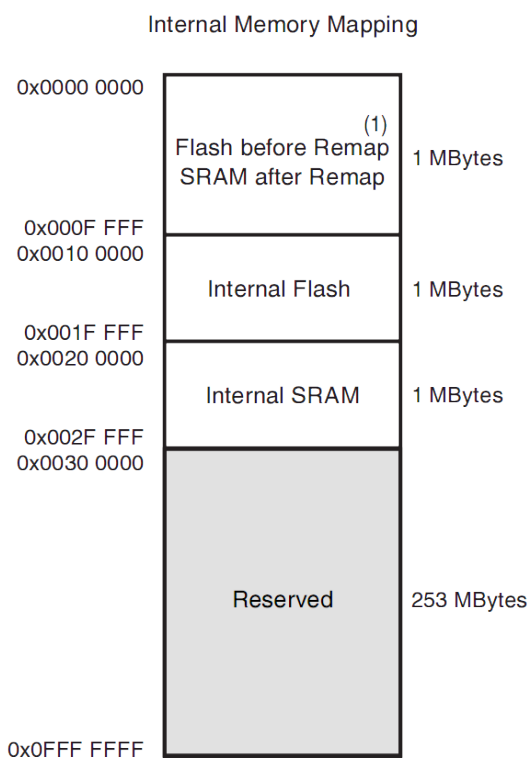 Internal Memory Mapping
0x0000 0000
(1)
Flash before Remap
SRAM after Remap
1 MBytes
0x000F FFF
0x0010 0000
Internal Flash
1 MBytes
0x001F FFF
0x0020 0000
Internal SRAM
1 MBytes
0x002F FFF
0x0030 0000
Reserved
253 MBytes
0x0FFF FFFF